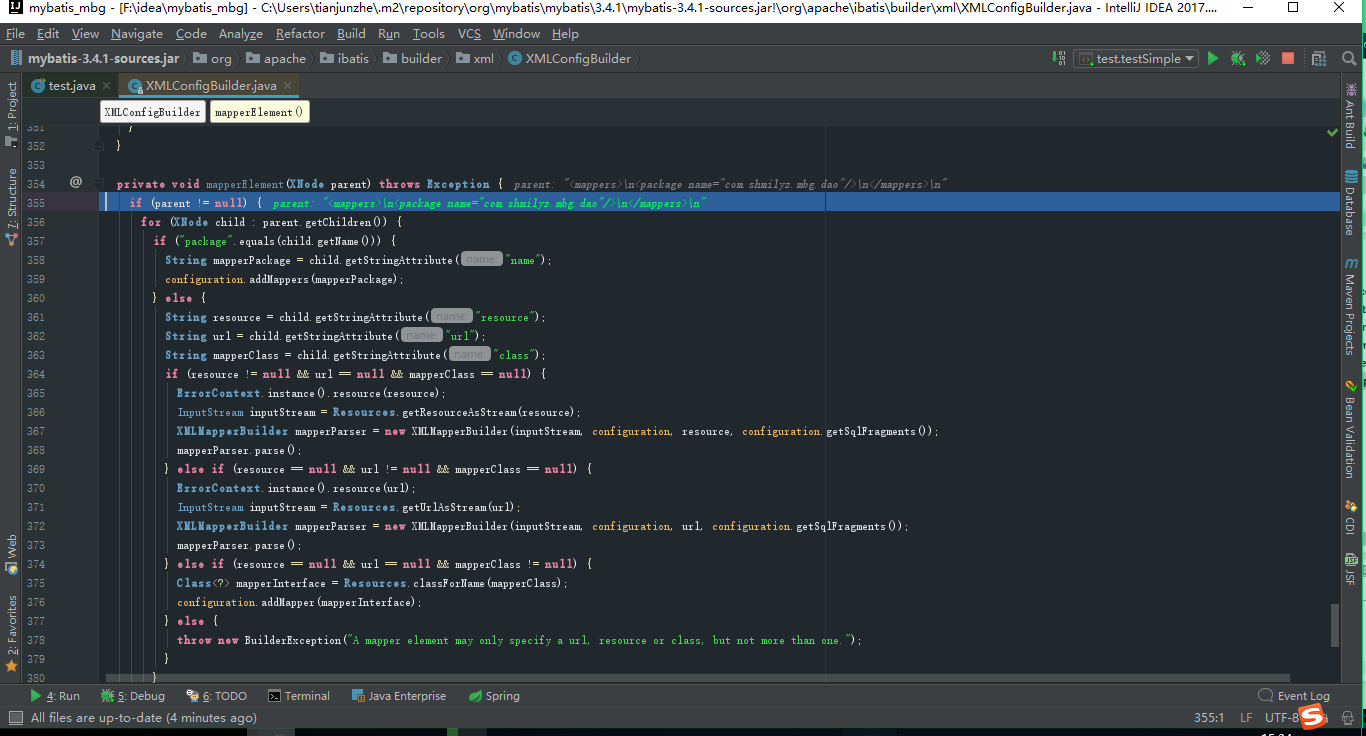 mybatis_mbg - [F:\idea\mybatis_mbg] - C:\Users\tianjunzhe\.m2\repository\org\mybatis\mybatis\3.4.1\mybatis-3.4.1-sources.jar!\org\apache\ibatis\builder\xml\XMLConfigBuilder.java - IntelliJ IDEA 2017....
File Edit View Navigate Code Analyze Refactor Build Run Tools VCS Window Help
mybatis-3.4.1-sources.jar org apache ibatis builder xml XMLConfigBuilder test.testSimple
test.java XMLConfigBuilder.java
XMLConfigBuilder mapperElement()
351 }
352 }
353
354 @ private void mapperElement(XNode parent) throws Exception { parent: "<mappers>\n<package name="com.shmilyz.mbg.dao"/>\n</mappers>\n"
355 if (parent != null) { parent: "<mappers>\n<package name="com.shmilyz.mbg.dao"/>\n</mappers>\n"
356 for (XNode child : parent.getChildren()) {
357 if ("package".equals(child.getName())) {
358 String mapperPackage = child.getStringAttribute( name: "name");
359 configuration.addMappers(mapperPackage);
360 } else {
361 String resource = child.getStringAttribute( name: "resource");
362 String url = child.getStringAttribute( name: "url");
363 String mapperClass = child.getStringAttribute( name: "class");
364 if (resource != null && url == null && mapperClass == null) {
365 ErrorContext.instance().resource(resource);
366 InputStream inputStream = Resources.getResourceAsStream(resource);
367 XMLMapperBuilder mapperParser = new XMLMapperBuilder(inputStream, configuration, resource, configuration.getSqlFragments());
368 mapperParser.parse();
369 } else if (resource == null && url != null && mapperClass == null) {
370 ErrorContext.instance().resource(url);
371 InputStream inputStream = Resources.getUrlAsStream(url);
372 XMLMapperBuilder mapperParser = new XMLMapperBuilder(inputStream, configuration, url, configuration.getSqlFragments());
373 mapperParser.parse();
374 } else if (resource == null && url == null && mapperClass != null) {
375 Class<?> mapperInterface = Resources.classForName(mapperClass);
376 configuration.addMapper(mapperInterface);
377 } else {
378 throw new BuilderException("A mapper element may only specify a url, resource or class, but not more than one.");
379 }
380 }
1: Project
7: Structure
Web
2: Favorites
Ant Build
Database
Maven Projects
Bean Validation
CDI
JSF
4: Run 5: Debug 6: TODO Terminal Java Enterprise Spring Event Log
All files are up-to-date (4 minutes ago) 355:1 LF UTF-8